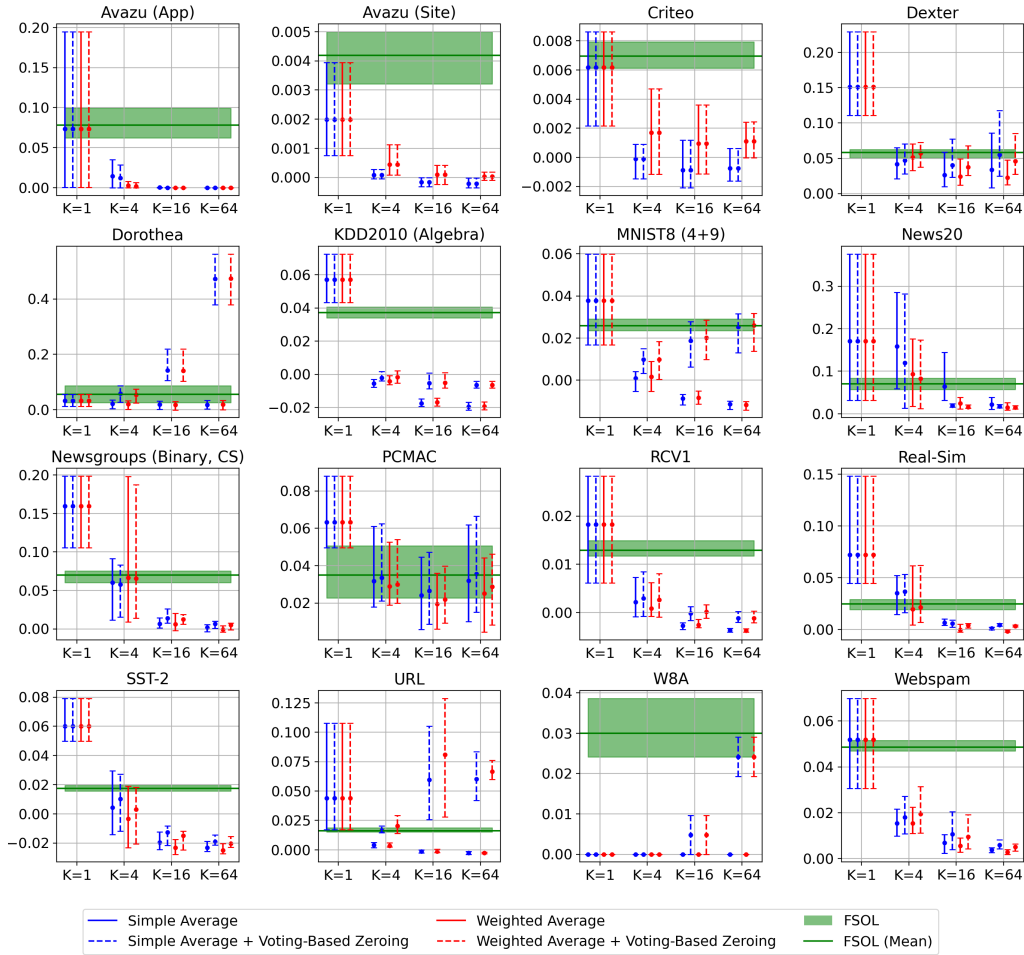 Avazu (App)
0.20
0.15
0.10
0.05
0.00
K=1 K=4 K=16 K=64
Avazu (Site)
0.005
0.004
0.003
0.002
0.001
0.000
K=1 K=4 K=16 K=64
Criteo
0.008
0.006
0.004
0.002
0.000
−0.002
K=1 K=4 K=16 K=64
Dexter
0.20
0.15
0.10
0.05
0.00
K=1 K=4 K=16 K=64
Dorothea
0.4
0.2
0.0
K=1 K=4 K=16 K=64
KDD2010 (Algebra)
0.06
0.04
0.02
0.00
−0.02
K=1 K=4 K=16 K=64
MNIST8 (4+9)
0.06
0.04
0.02
0.00
K=1 K=4 K=16 K=64
News20
0.3
0.2
0.1
0.0
K=1 K=4 K=16 K=64
Newsgroups (Binary, CS)
0.20
0.15
0.10
0.05
0.00
K=1 K=4 K=16 K=64
PCMAC
0.08
0.06
0.04
0.02
K=1 K=4 K=16 K=64
RCV1
0.02
0.01
0.00
K=1 K=4 K=16 K=64
Real-Sim
0.15
0.10
0.05
0.00
K=1 K=4 K=16 K=64
SST-2
0.08
0.06
0.04
0.02
0.00
−0.02
K=1 K=4 K=16 K=64
URL
0.125
0.100
0.075
0.050
0.025
0.000
K=1 K=4 K=16 K=64
W8A
0.04
0.03
0.02
0.01
0.00
K=1 K=4 K=16 K=64
Webspam
0.06
0.04
0.02
0.00
K=1 K=4 K=16 K=64
Simple Average
Simple Average + Voting-Based Zeroing
Weighted Average
Weighted Average + Voting-Based Zeroing
FSOL
FSOL (Mean)